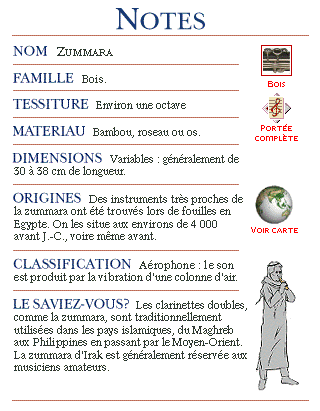 NOTES
NOM ZUMMARA
FAMILLE Bois.
Bois
TESSITURE Environ une octave
PORTÉE
COMPLÈTE
MATERIAU Bambou, roseau ou os.
DIMENSIONS Variables : généralement de
30 à 38 cm de longueur.
ORIGINES Des instruments très proches de
la zummara ont été trouvés lors de fouilles en
Egypte. On les situe aux environs de 4 000
avant J.-C., voire même avant.
VOIR CARTE
CLASSIFICATION Aérophone : le son
est produit par la vibration d'une colonne d'air.
LE SAVIEZ-VOUS? Les clarinettes doubles,
comme la zummara, sont traditionnellement
utilisées dans les pays islamiques, du Maghreb
aux Philippines en passant par le Moyen-Orient.
La zummara d'Irak est généralement réservée aux
musiciens amateurs.